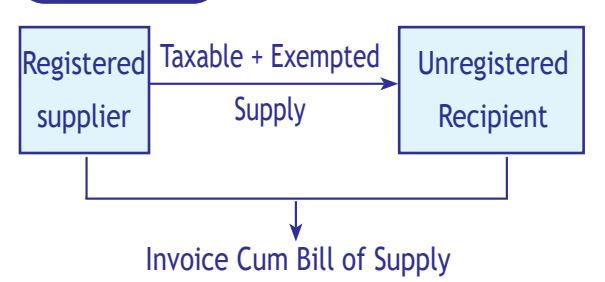 Registered
supplier
Taxable + Exempted
Supply
Unregistered
Recipient
Invoice Cum Bill of Supply